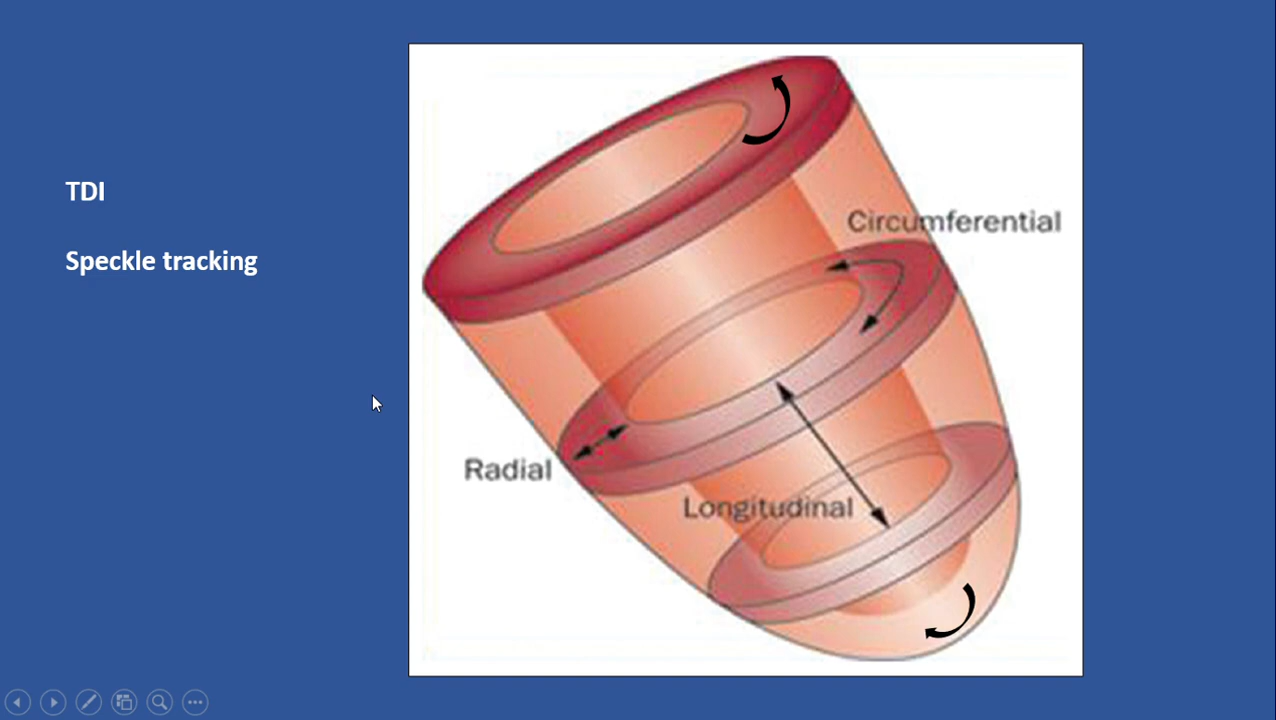 TDI
Speckle tracking
Circumferential
Radial
Longitudinal